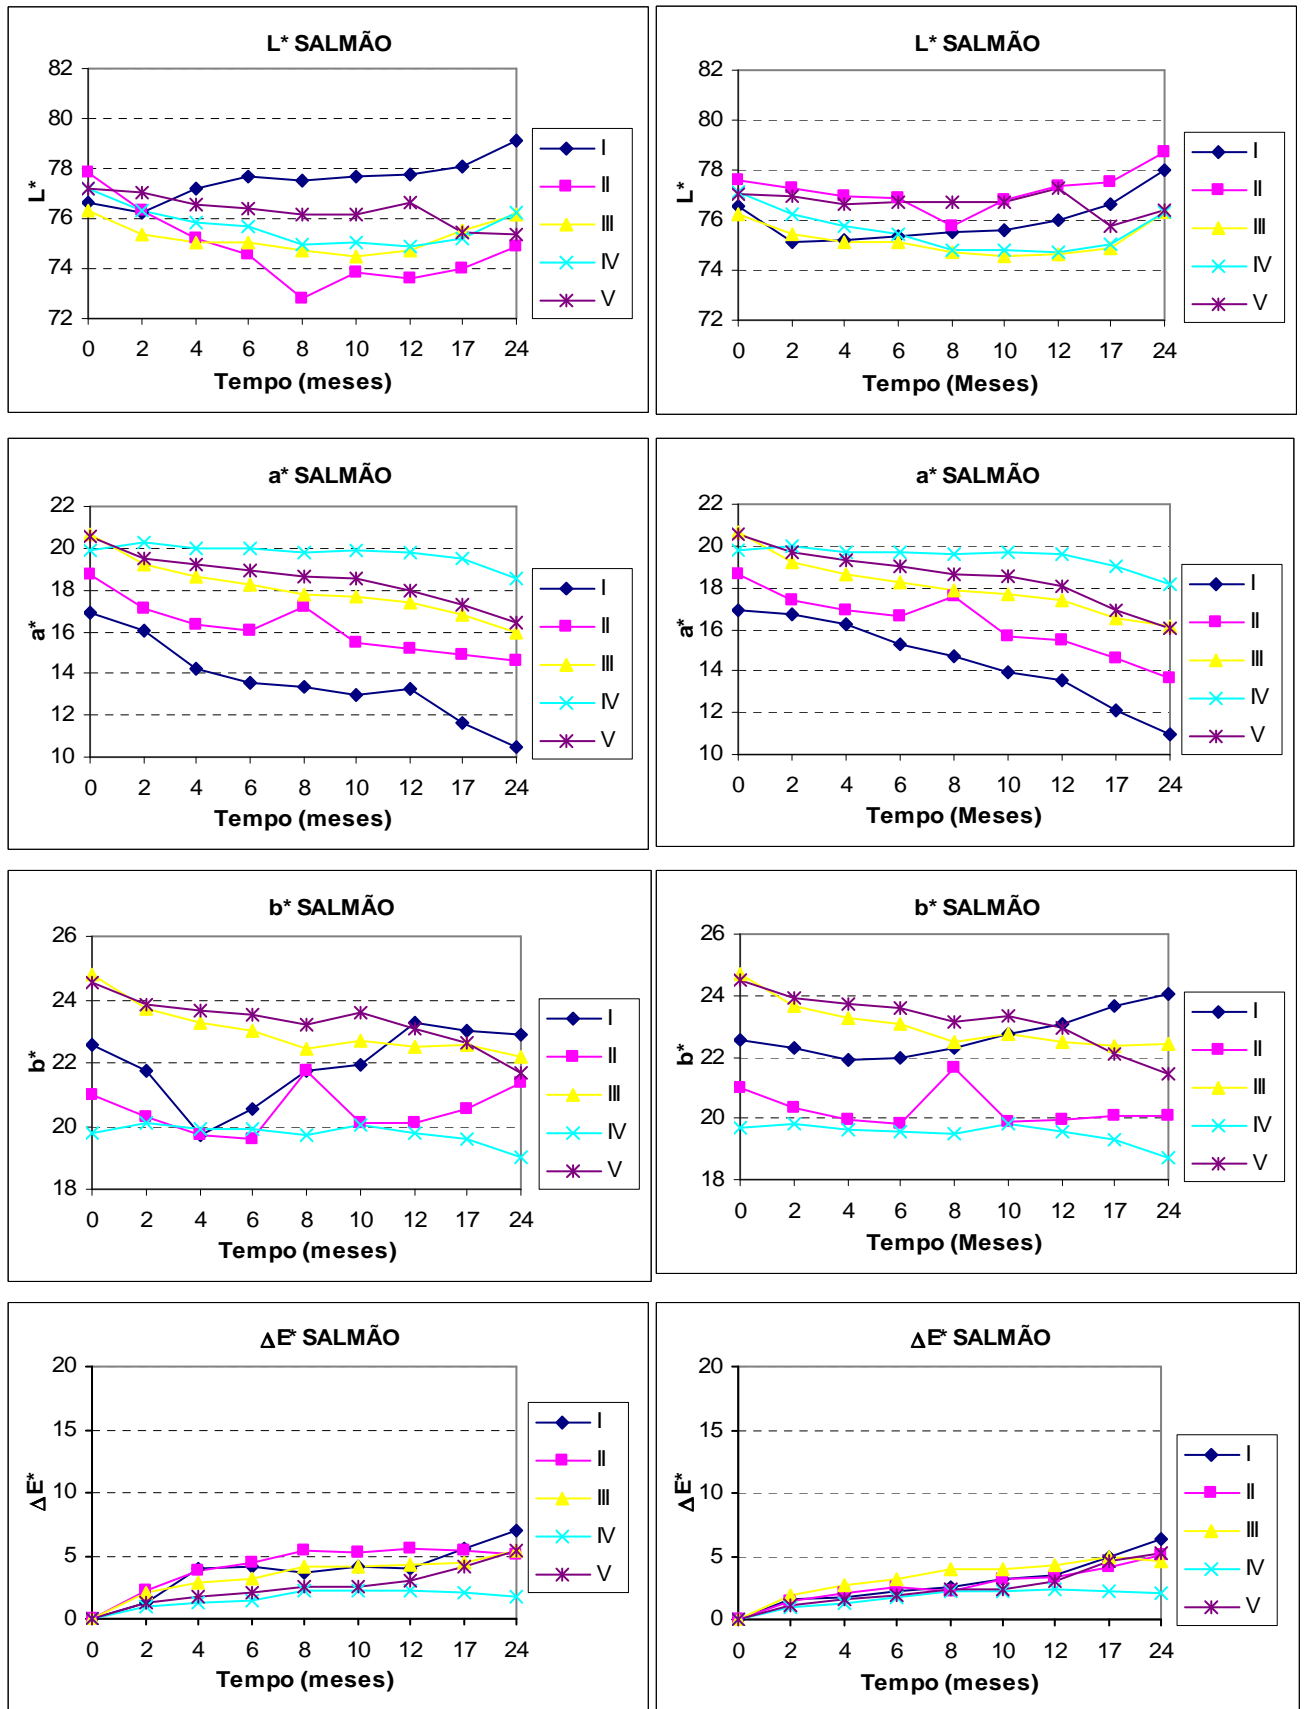 L* SALMÃO
82
80
78
76
74
72
L*
0 2 4 6 8 10 12 17 24
Tempo (meses)
I
II
III
IV
V
L* SALMÃO
82
80
78
76
74
72
L*
0 2 4 6 8 10 12 17 24
Tempo (Meses)
I
II
III
IV
V
a* SALMÃO
22
20
18
16
14
12
10
a*
0 2 4 6 8 10 12 17 24
Tempo (meses)
I
II
III
IV
V
a* SALMÃO
22
20
18
16
14
12
10
a*
0 2 4 6 8 10 12 17 24
Tempo (Meses)
I
II
III
IV
V
b* SALMÃO
26
24
22
20
18
b*
0 2 4 6 8 10 12 17 24
Tempo (meses)
I
II
III
IV
V
b* SALMÃO
26
24
22
20
18
b*
0 2 4 6 8 10 12 17 24
Tempo (Meses)
I
II
III
IV
V
ΔE* SALMÃO
20
15
10
5
0
ΔE*
0 2 4 6 8 10 12 17 24
Tempo (meses)
I
II
III
IV
V
ΔE* SALMÃO
20
15
10
5
0
ΔE*
0 2 4 6 8 10 12 17 24
Tempo (meses)
I
II
III
IV
V